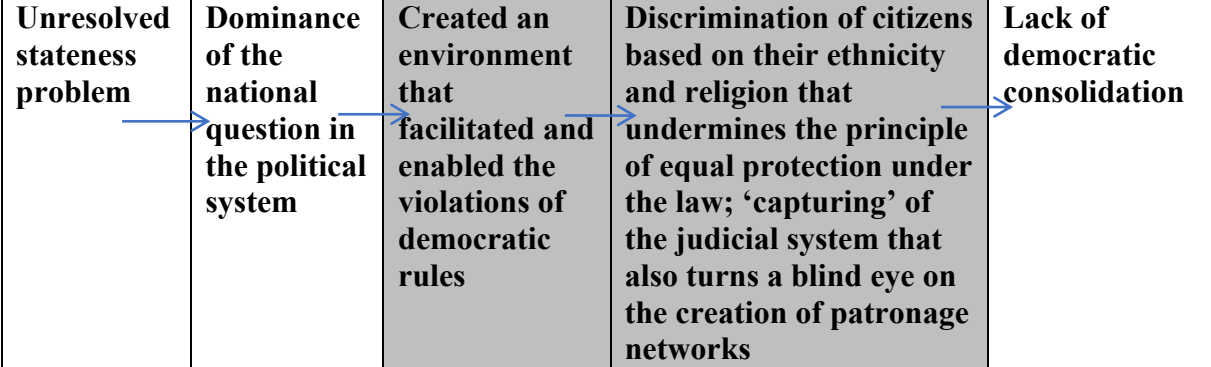 Unresolved
stateness
problem
Dominance
of the
national
question in
the political
system
Created an
environment
that
facilitated and
enabled the
violations of
democratic
rules
Discrimination of citizens
based on their ethnicity
and religion that
undermines the principle
of equal protection under
the law; ‘capturing’ of
the judicial system that
also turns a blind eye on
the creation of patronage
networks
Lack of
democratic
consolidation